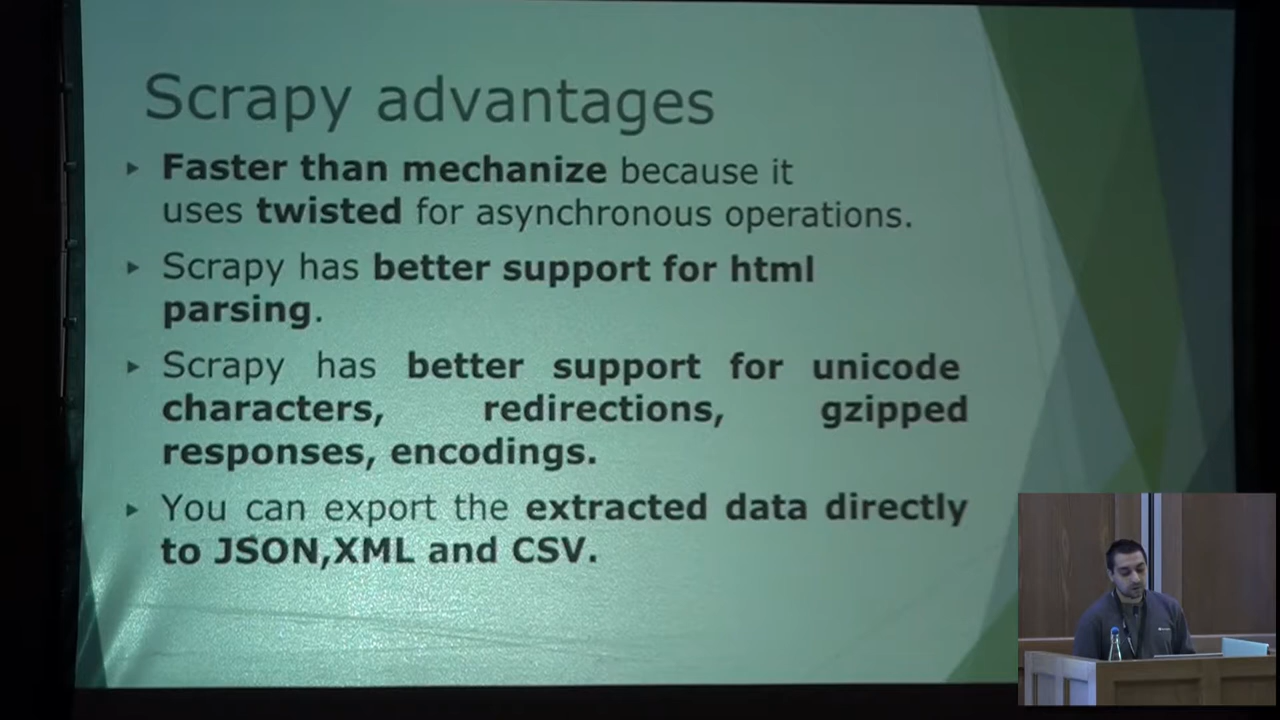 Scrapy advantages
Faster than mechanize because it
uses twisted for asynchronous operations.
Scrapy has better support for html
parsing.
Scrapy has better support for unicode
characters, redirections, gzipped
responses, encodings.
You can export the extracted data directly
to JSON,XML and CSV.